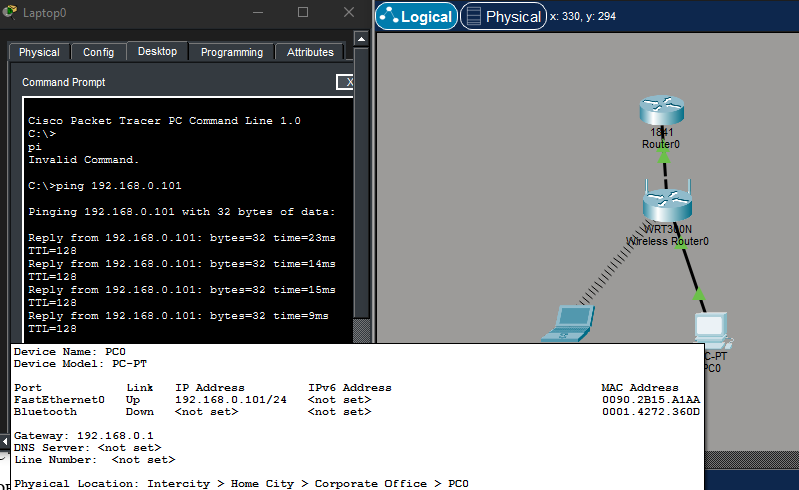 Laptop0
Physical Config Desktop Programming Attributes
Command Prompt
X
Cisco Packet Tracer PC Command Line 1.0
C:\>
pi
Invalid Command.
C:\>ping 192.168.0.101
Pinging 192.168.0.101 with 32 bytes of data:
Reply from 192.168.0.101: bytes=32 time=23ms
TTL=128
Reply from 192.168.0.101: bytes=32 time=14ms
TTL=128
Reply from 192.168.0.101: bytes=32 time=15ms
TTL=128
Reply from 192.168.0.101: bytes=32 time=9ms
TTL=128
Logical Physical x: 330, y: 294
1841
Router0
WRT300N
Wireless Router0
C-PT
PC0
Device Name: PC0
Device Model: PC-PT
Port Link IP Address IPv6 Address MAC Address
FastEthernet0 Up 192.168.0.101/24 <not set> 0090.2B15.A1AA
Bluetooth Down <not set> <not set> 0001.4272.360D
Gateway: 192.168.0.1
DNS Server: <not set>
Line Number: <not set>
Physical Location: Intercity > Home City > Corporate Office > PC0